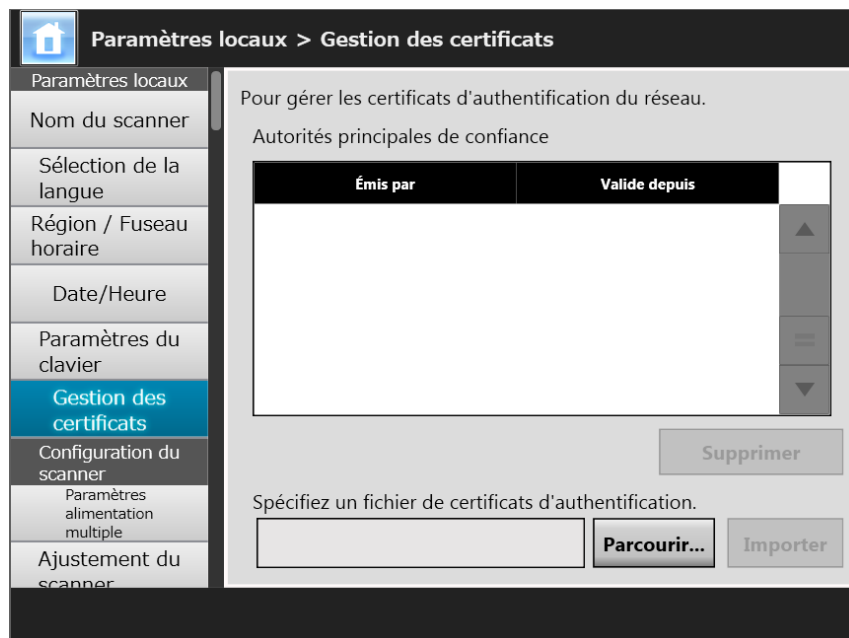 Paramètres locaux > Gestion des certificats
Paramètres locaux
Nom du scanner
Sélection de la
langue
Région / Fuseau
horaire
Date/Heure
Paramètres du
clavier
Gestion des
certificats
Configuration du
scanner
Paramètres
alimentation
multiple
Ajustement du
scanner
Pour gérer les certificats d'authentification du réseau.
Autorités principales de confiance
Émis par
Valide depuis
Supprimer
Spécifiez un fichier de certificats d'authentification.
Parcourir...
Importer